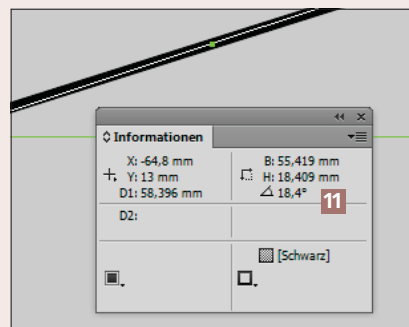 Informationen
X: -64,8 mm
Y: 13 mm
D1: 58,396 mm
B: 55,419 mm
H: 18,409 mm
18,4°
11
D2:
[Schwarz]